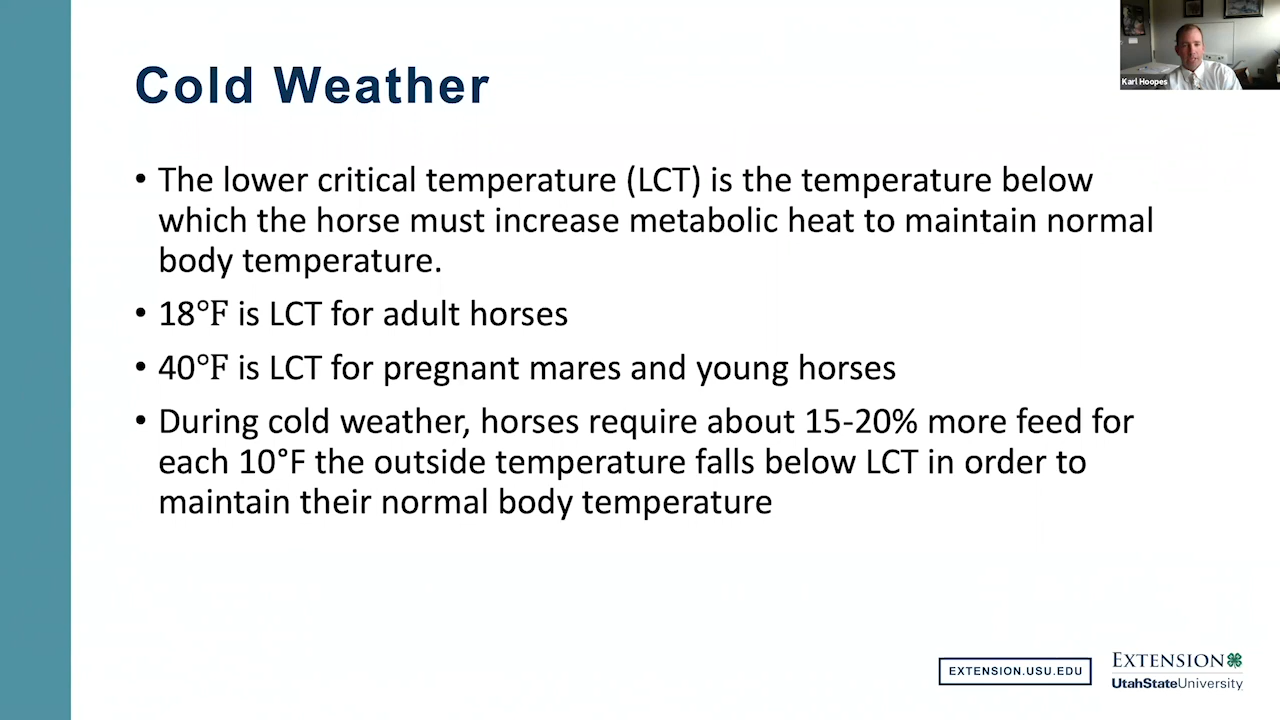 Cold Weather
Karl Hoopes
• The lower critical temperature (LCT) is the temperature below
which the horse must increase metabolic heat to maintain normal
body temperature.
• 18°F is LCT for adult horses
• 40°F is LCT for pregnant mares and young horses
• During cold weather, horses require about 15-20% more feed for
each 10°F the outside temperature falls below LCT in order to
maintain their normal body temperature
EXTENSION.USU.EDU
EXTENSION
UtahStateUniversity